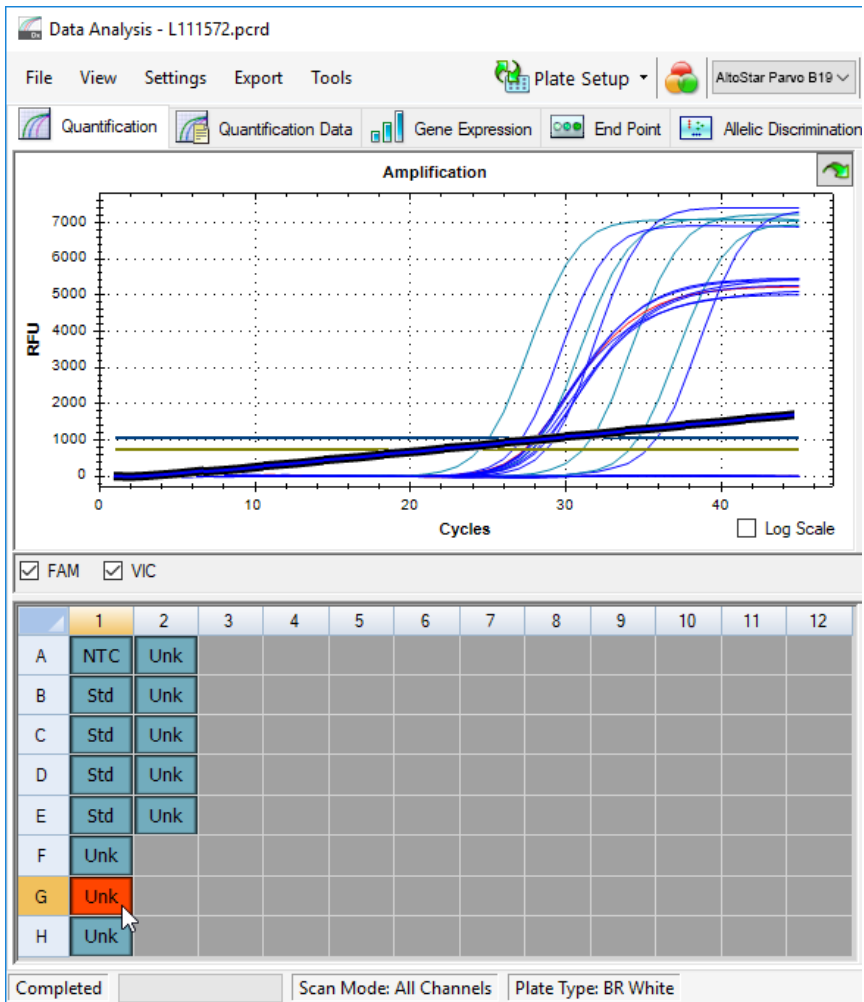 Data Analysis - L111572.pcrd
File View Settings Export Tools Plate Setup AltoStar Parvo B19
Quantification Quantification Data Gene Expression End Point Allelic Discrimination
Amplification
7000
6000
5000
4000
3000
2000
1000
0
RFU
0 10 20 30 40
Cycles
Log Scale
FAM VIC
1 2 3 4 5 6 7 8 9 10 11 12
A NTC Unk
B Std Unk
C Std Unk
D Std Unk
E Std Unk
F Unk
G Unk
H Unk
Completed Scan Mode: All Channels Plate Type: BR White